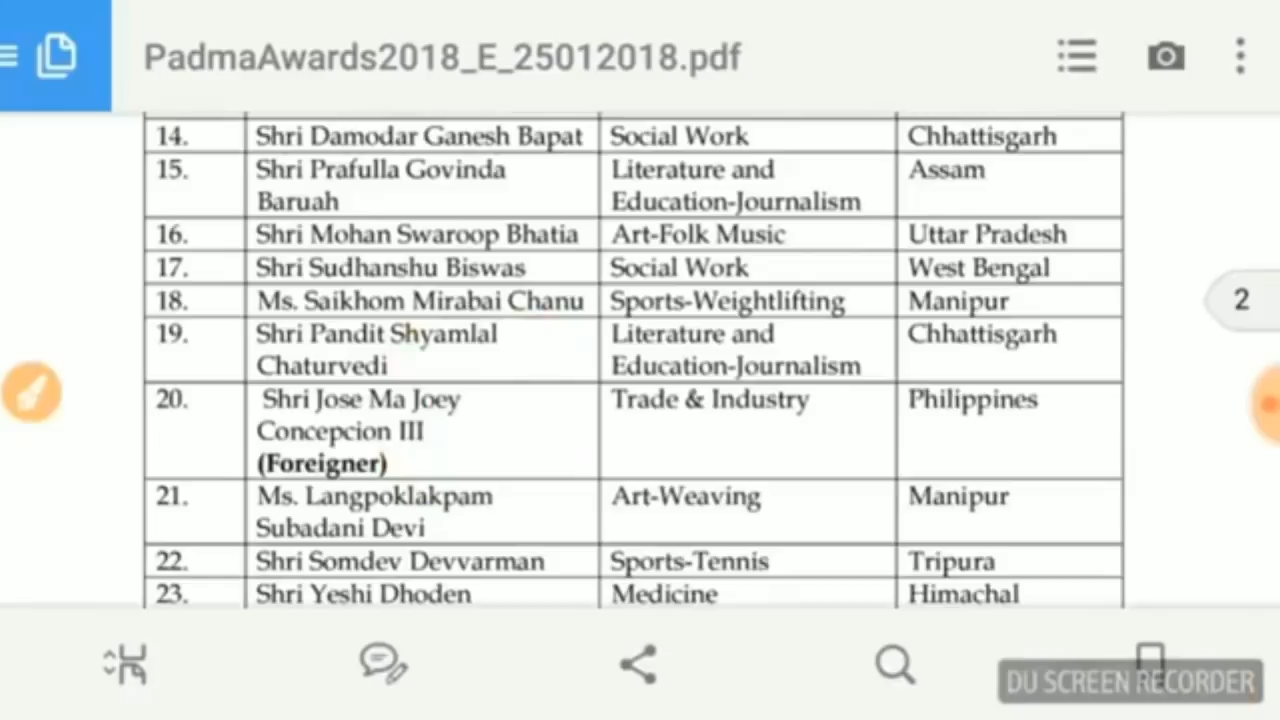 PadmaAwards2018_E_25012018.pdf
14. Shri Damodar Ganesh Bapat Social Work Chhattisgarh
15. Shri Prafulla Govinda Literature and Assam
Baruah Education-Journalism
16. Shri Mohan Swaroop Bhatia Art-Folk Music Uttar Pradesh
17. Shri Sudhanshu Biswas Social Work West Bengal
18. Ms. Saikhom Mirabai Chanu Sports-Weightlifting Manipur
2
19. Shri Pandit Shyamlal Literature and Chhattisgarh
Chaturvedi Education-Journalism
20. Shri Jose Ma Joey Trade & Industry Philippines
Concepcion III
(Foreigner)
21. Ms. Langpoklakpam Art-Weaving Manipur
Subadani Devi
22. Shri Somdev Devvarman Sports-Tennis Tripura
23. Shri Yeshi Dhoden Medicine Himachal
DU SCREEN RECORDER